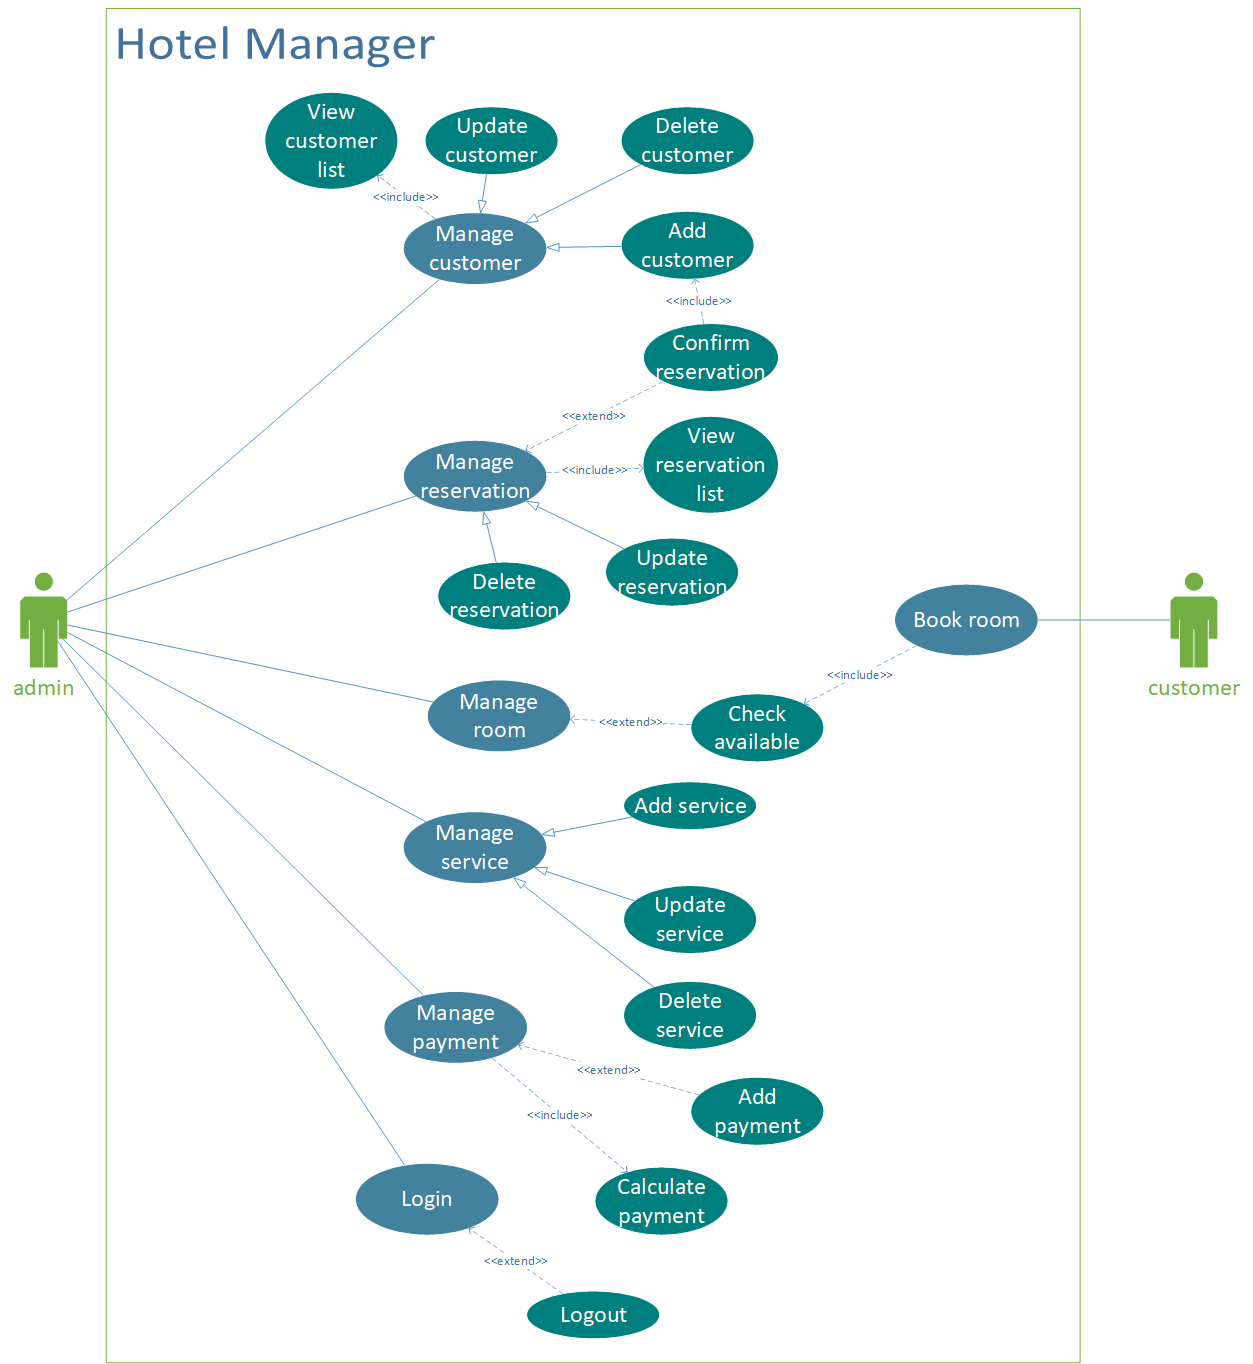 Hotel Manager
View
customer
list
Update
customer
Delete
customer
<<include>>
Manage
customer
Add
customer
<<include>>
Confirm
reservation
<<extend>>
Manage
reservation
<<include>>
View
reservation
list
Delete
reservation
Update
reservation
admin
Book room
customer
<<include>>
Manage
room
<<extend>>
Check
available
Add service
Manage
service
Update
service
Delete
service
Manage
payment
<<extend>>
Add
payment
<<include>>
Calculate
payment
Login
<<extend>>
Logout